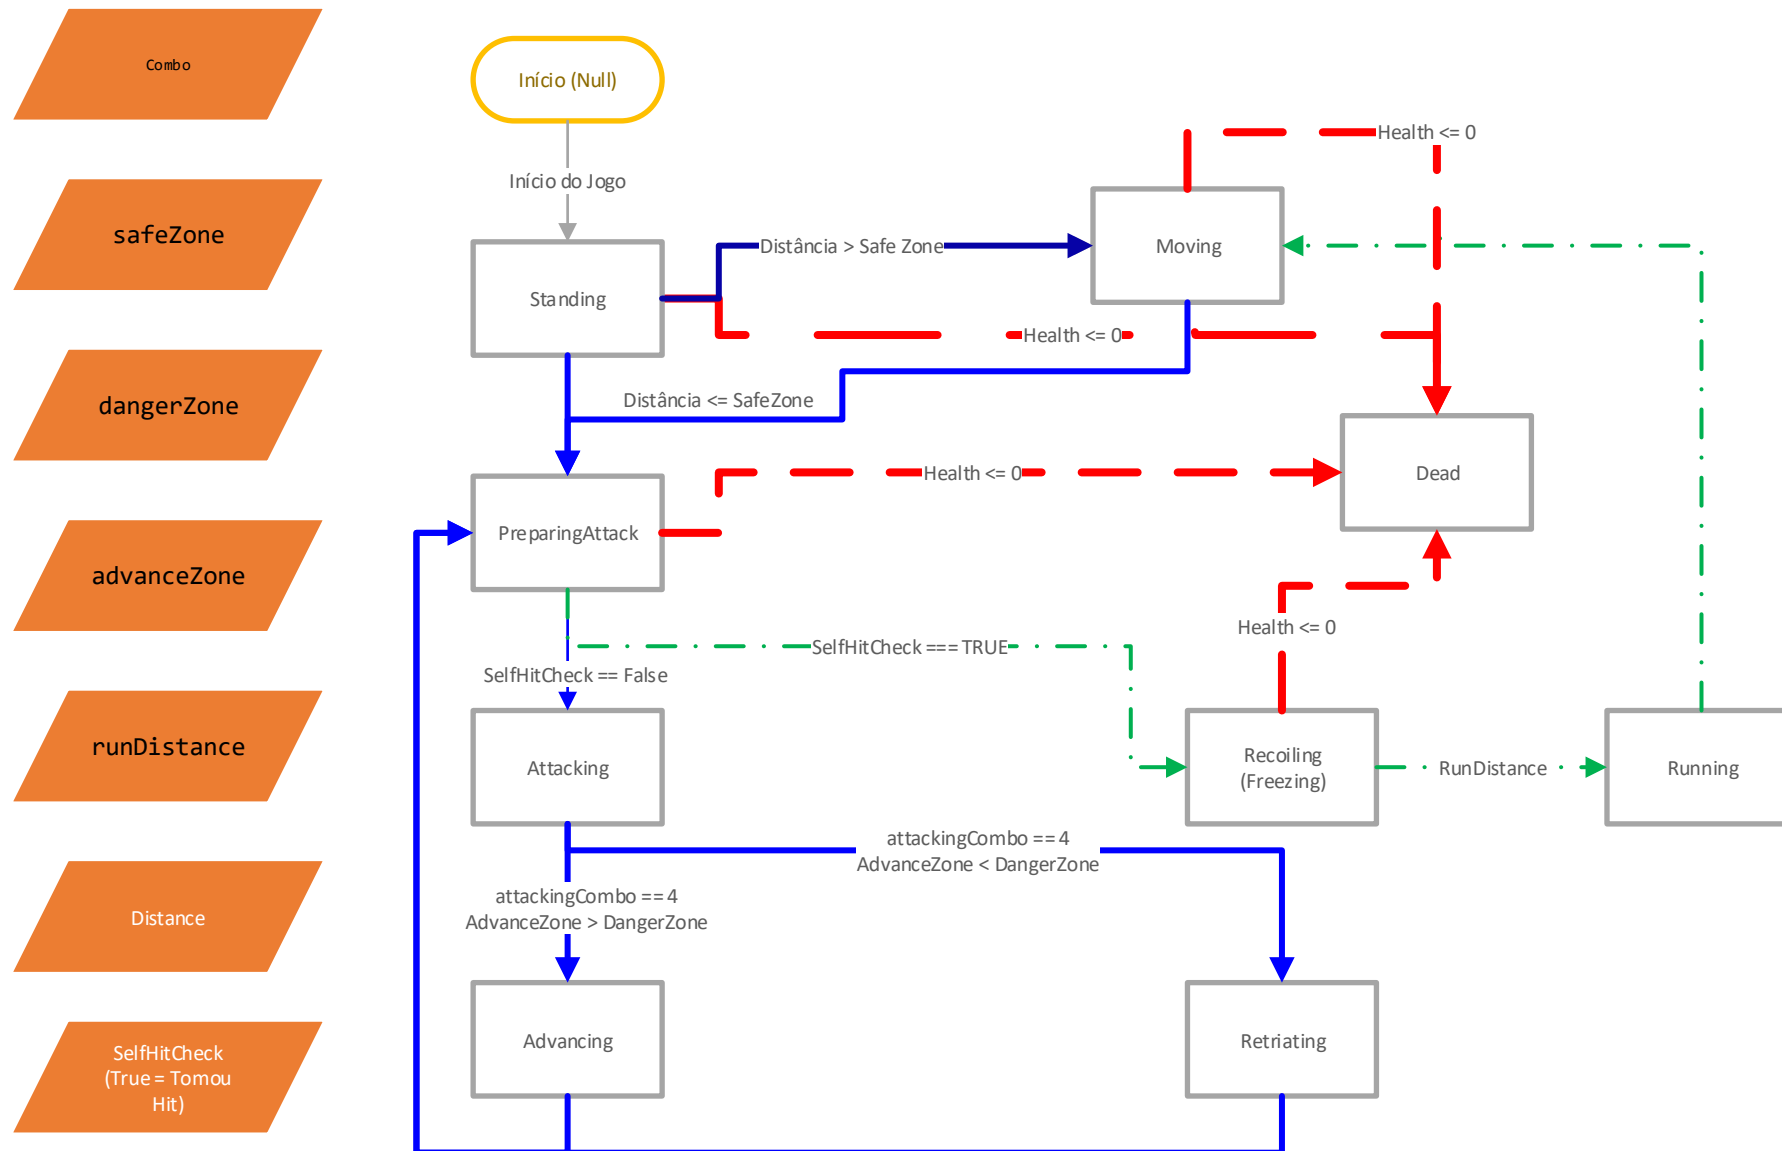 Combo
safeZone
dangerZone
advanceZone
runDistance
Distance
SelfHitCheck
(True = Tomou
Hit)
Início (Null)
Início do Jogo
Standing
Distância > Safe Zone
Moving
Health <= 0
Health <= 0
Distância <= SafeZone
PreparingAttack
Health <= 0
Dead
Health <= 0
SelfHitCheck === TRUE
SelfHitCheck == False
Attacking
Recoiling
(Freezing)
RunDistance
Running
attackingCombo == 4
AdvanceZone < DangerZone
attackingCombo == 4
AdvanceZone > DangerZone
Advancing
Retriating